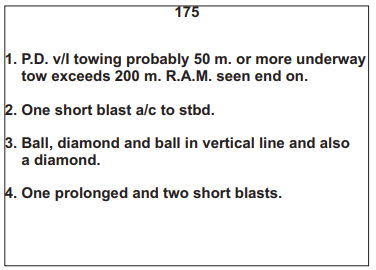 175
1. P.D. v/l towing probably 50 m. or more underway
tow exceeds 200 m. R.A.M. seen end on.
2. One short blast a/c to stbd.
3. Ball, diamond and ball in vertical line and also
a diamond.
4. One prolonged and two short blasts.